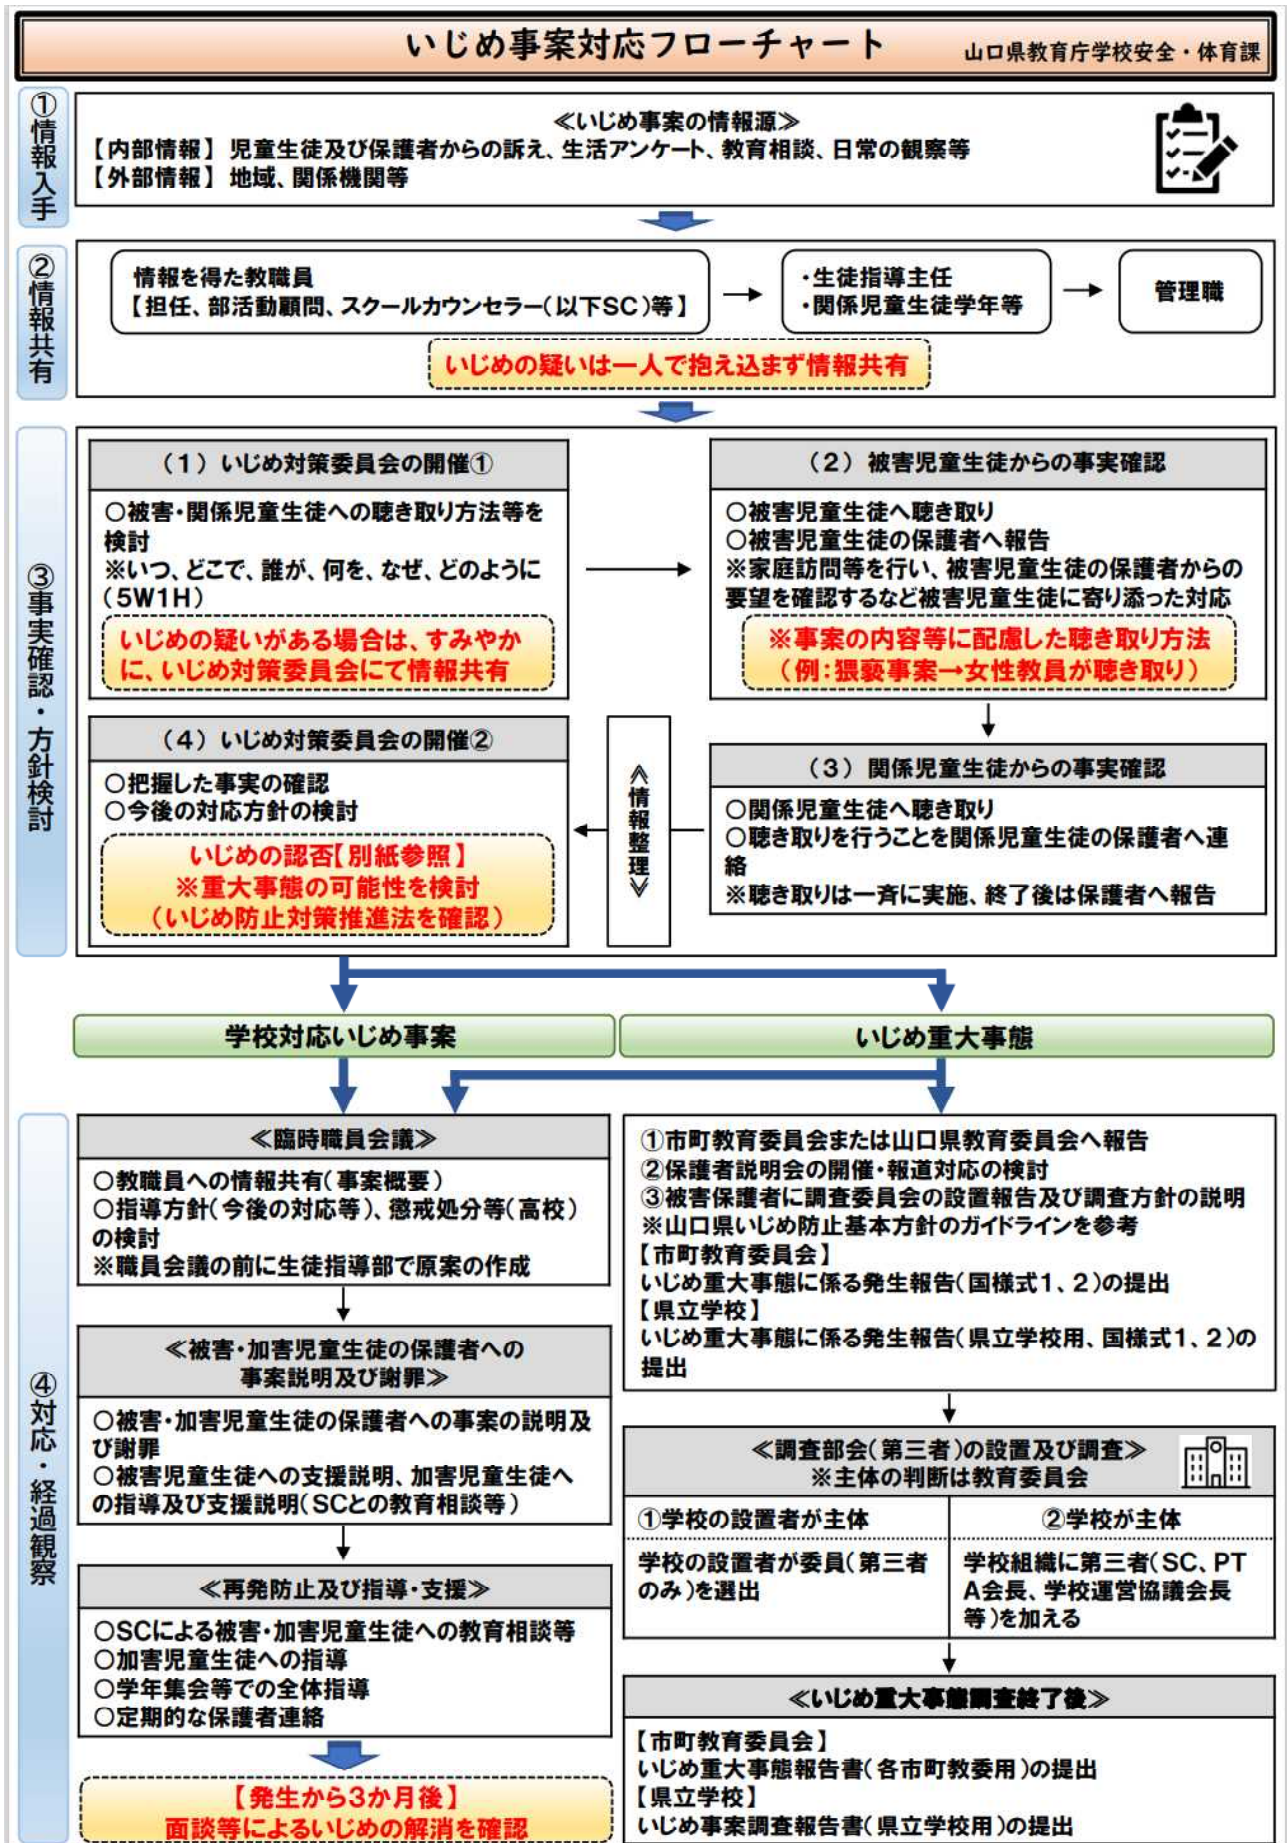 いじめ事案対応フローチャート
山口県教育庁学校安全・体育課
①情報入手
≪いじめ事案の情報源≫
【内部情報】児童生徒及び保護者からの訴え、生活アンケート、教育相談、日常の観察等
【外部情報】地域、関係機関等
②情報共有
情報を得た教職員
【担任、部活動顧問、スクールカウンセラー(以下SC)等】
・生徒指導主任
・関係児童生徒学年等
管理職
いじめの疑いは一人で抱え込まず情報共有
③事実確認・方針検討
(1)いじめ対策委員会の開催①
○被害・関係児童生徒への聴き取り方法等を
検討
※いつ、どこで、誰が、何を、なぜ、どのように
(5W1H)
いじめの疑いがある場合は、すみやか
に、いじめ対策委員会にて情報共有
(2)被害児童生徒からの事実確認
○被害児童生徒へ聴き取り
○被害児童生徒の保護者へ報告
※家庭訪問等を行い、被害児童生徒の保護者からの
要望を確認するなど被害児童生徒に寄り添った対応
※事案の内容等に配慮した聴き取り方法
(例:猥褻事案→女性教員が聴き取り)
(3)関係児童生徒からの事実確認
○関係児童生徒へ聴き取り
○聴き取りを行うことを関係児童生徒の保護者へ連
絡
※聴き取りは一斉に実施、終了後は保護者へ報告
≪情報整理≫
(4)いじめ対策委員会の開催②
○把握した事実の確認
○今後の対応方針の検討
いじめの認否【別紙参照】
※重大事態の可能性を検討
(いじめ防止対策推進法を確認)
学校対応いじめ事案
いじめ重大事態
④対応・経過観察
≪臨時職員会議≫
○教職員への情報共有(事案概要)
○指導方針(今後の対応等)、懲戒処分等(高校)
の検討
※職員会議の前に生徒指導部で原案の作成
≪被害・加害児童生徒の保護者への
事案説明及び謝罪≫
○被害・加害児童生徒の保護者への事案の説明及
び謝罪
○被害児童生徒への支援説明、加害児童生徒へ
の指導及び支援説明(SCとの教育相談等)
≪再発防止及び指導・支援≫
○SCによる被害・加害児童生徒への教育相談等
○加害児童生徒への指導
○学年集会等での全体指導
○定期的な保護者連絡
【発生から3か月後】
面談等によるいじめの解消を確認
①市町教育委員会または山口県教育委員会へ報告
②保護者説明会の開催・報道対応の検討
③被害保護者に調査委員会の設置報告及び調査方針の説明
※山口県いじめ防止基本方針のガイドラインを参考
【市町教育委員会】
いじめ重大事態に係る発生報告(国様式1、2)の提出
【県立学校】
いじめ重大事態に係る発生報告(県立学校用、国様式1、2)の
提出
≪調査部会(第三者)の設置及び調査≫
※主体の判断は教育委員会
①学校の設置者が主体
学校の設置者が委員(第三者
のみ)を選出
②学校が主体
学校組織に第三者(SC、PT
A会長、学校運営協議会長
等)を加える
≪いじめ重大事態調査終了後≫
【市町教育委員会】
いじめ重大事態報告書(各市町教委用)の提出
【県立学校】
いじめ事案調査報告書(県立学校用)の提出